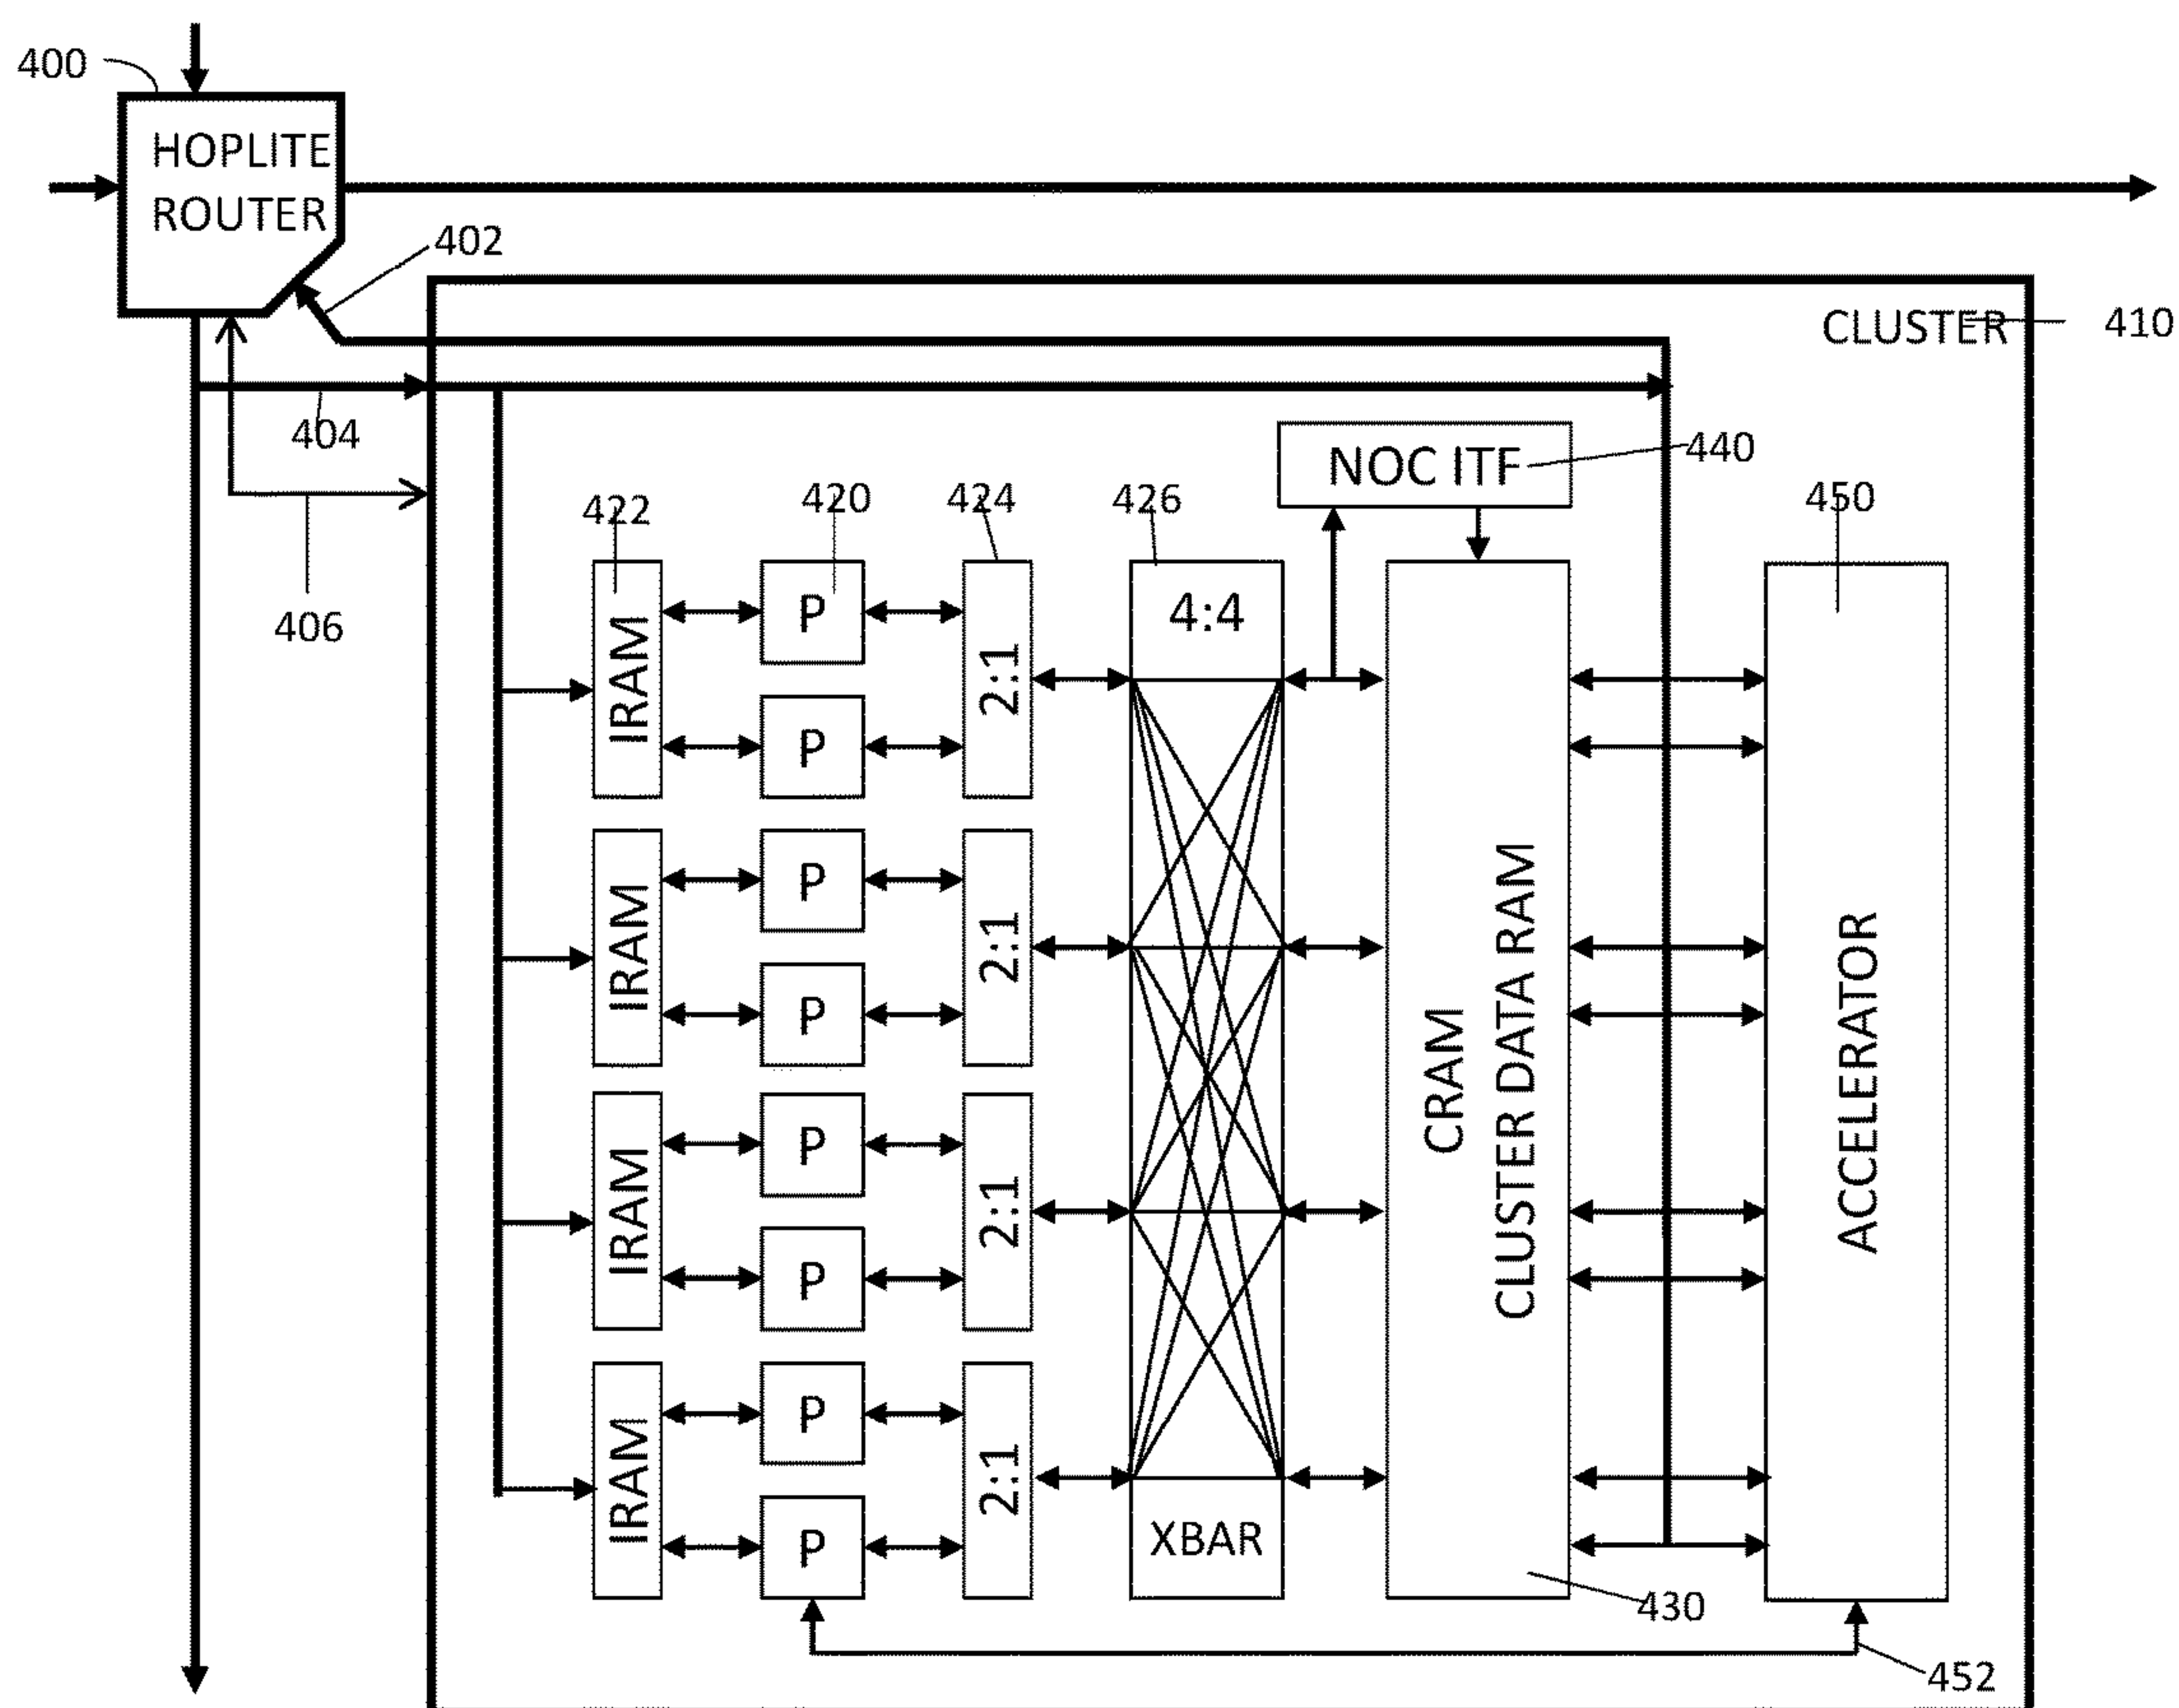 400
HOPLITE
ROUTER
402
CLUSTER
410
404
NOC ITF
440
422
420
424
426
450
406
IRAM
P
P
2:1
4:4
IRAM
P
P
2:1
IRAM
P
P
2:1
IRAM
P
P
2:1
XBAR
CRAM
CLUSTER DATA RAM
ACCELERATOR
430
452